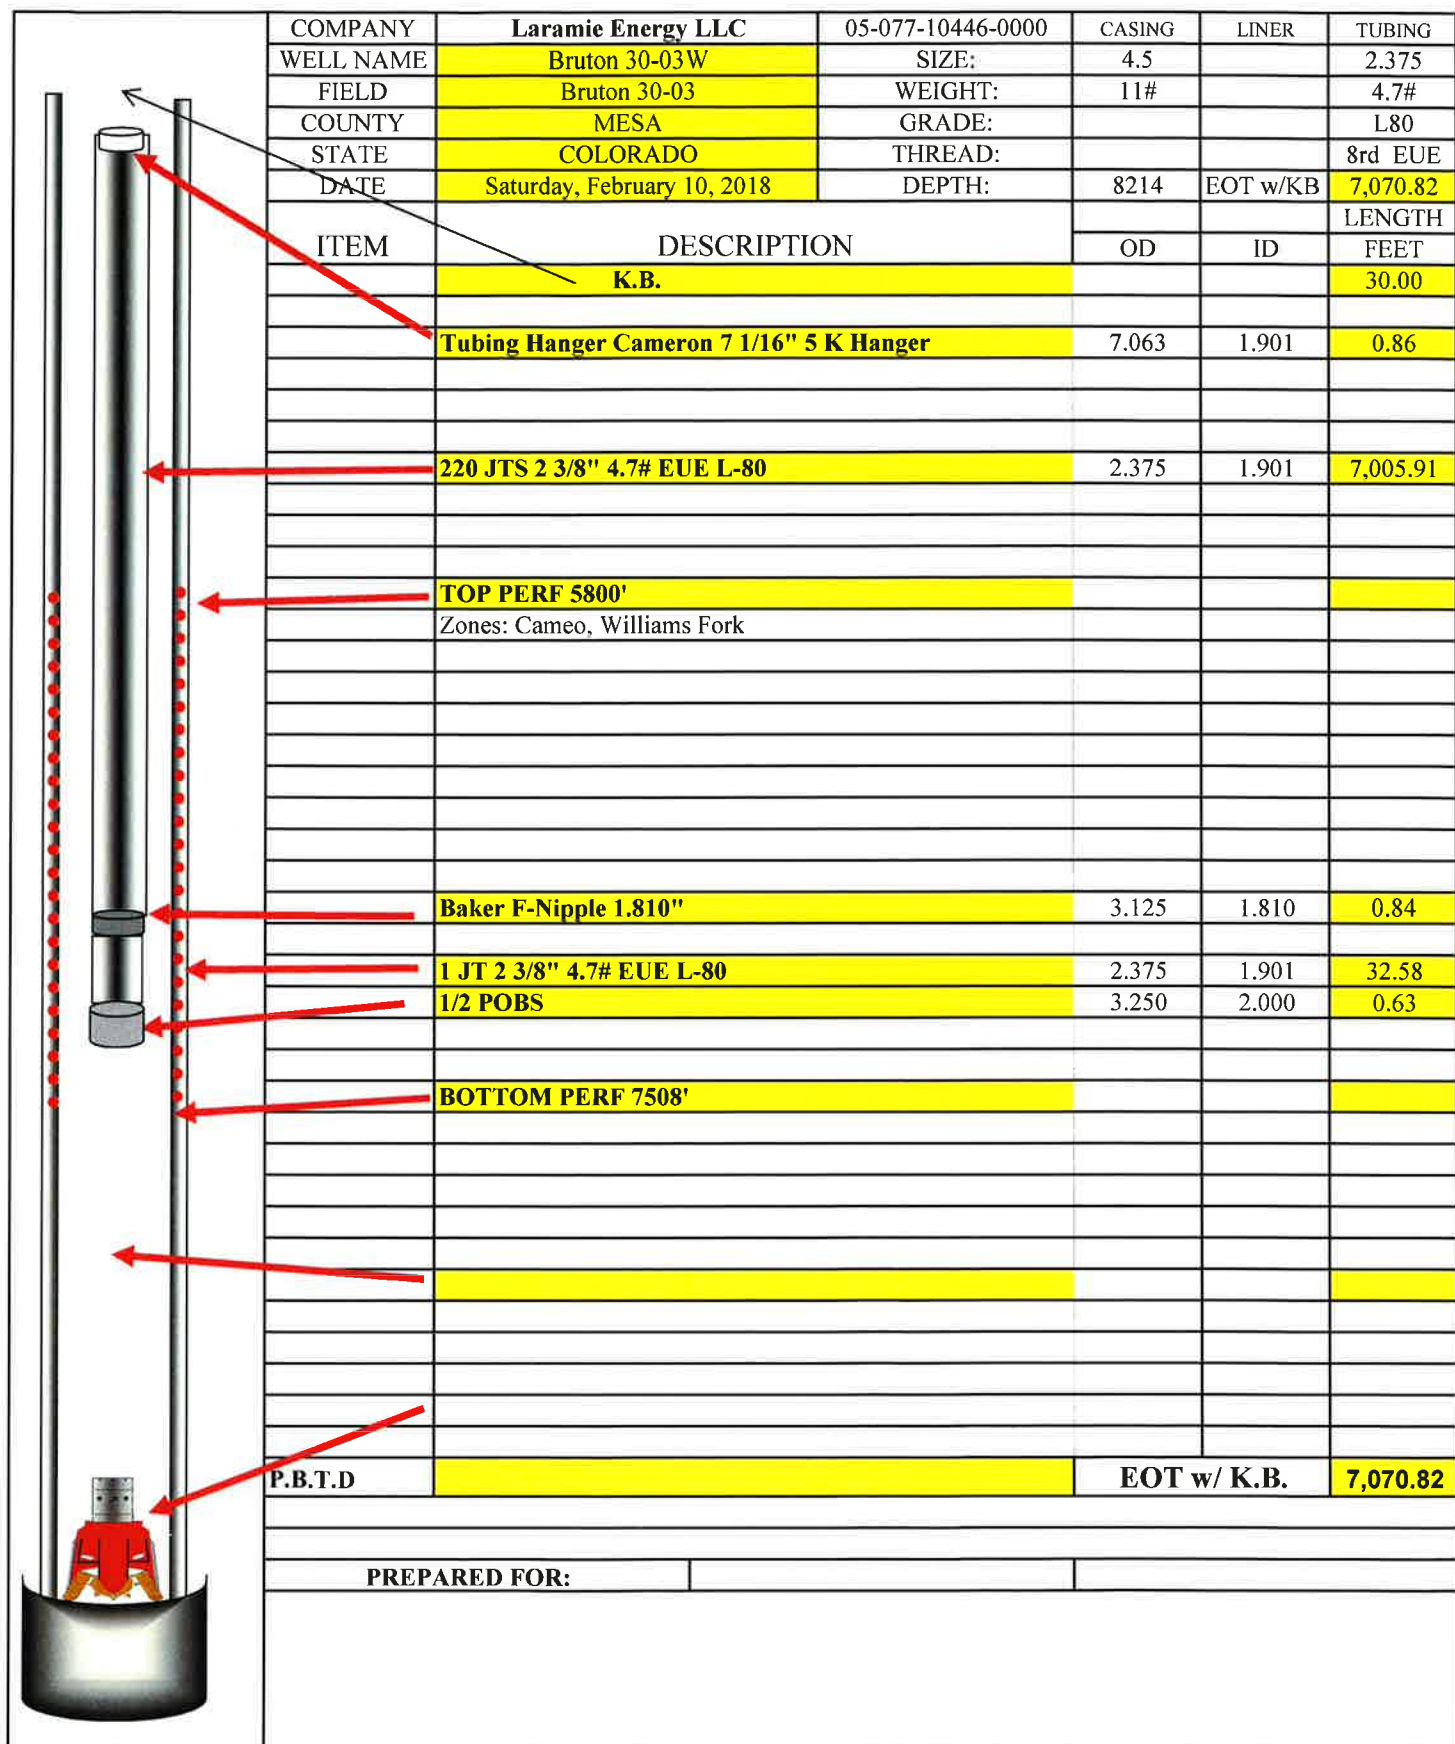 COMPANY Laramie Energy LLC 05-077-10446-0000 CASING LINER TUBING
WELL NAME Bruton 30-03W SIZE: 4.5 2.375
FIELD Bruton 30-03 WEIGHT: 11# 4.7#
COUNTY MESA GRADE: L80
STATE COLORADO THREAD: 8rd EUE
DATE Saturday, February 10, 2018 DEPTH: 8214 EOT w/KB 7,070.82
LENGTH
ITEM DESCRIPTION OD ID FEET
K.B. 30.00
Tubing Hanger Cameron 7 1/16" 5 K Hanger 7.063 1.901 0.86
220 JTS 2 3/8" 4.7# EUE L-80 2.375 1.901 7,005.91
TOP PERF 5800'
Zones: Cameo, Williams Fork
Baker F-Nipple 1.810" 3.125 1.810 0.84
1 JT 2 3/8" 4.7# EUE L-80 2.375 1.901 32.58
1/2 POBS 3.250 2.000 0.63
BOTTOM PERF 7508'
P.B.T.D EOT w/ K.B. 7,070.82
PREPARED FOR: